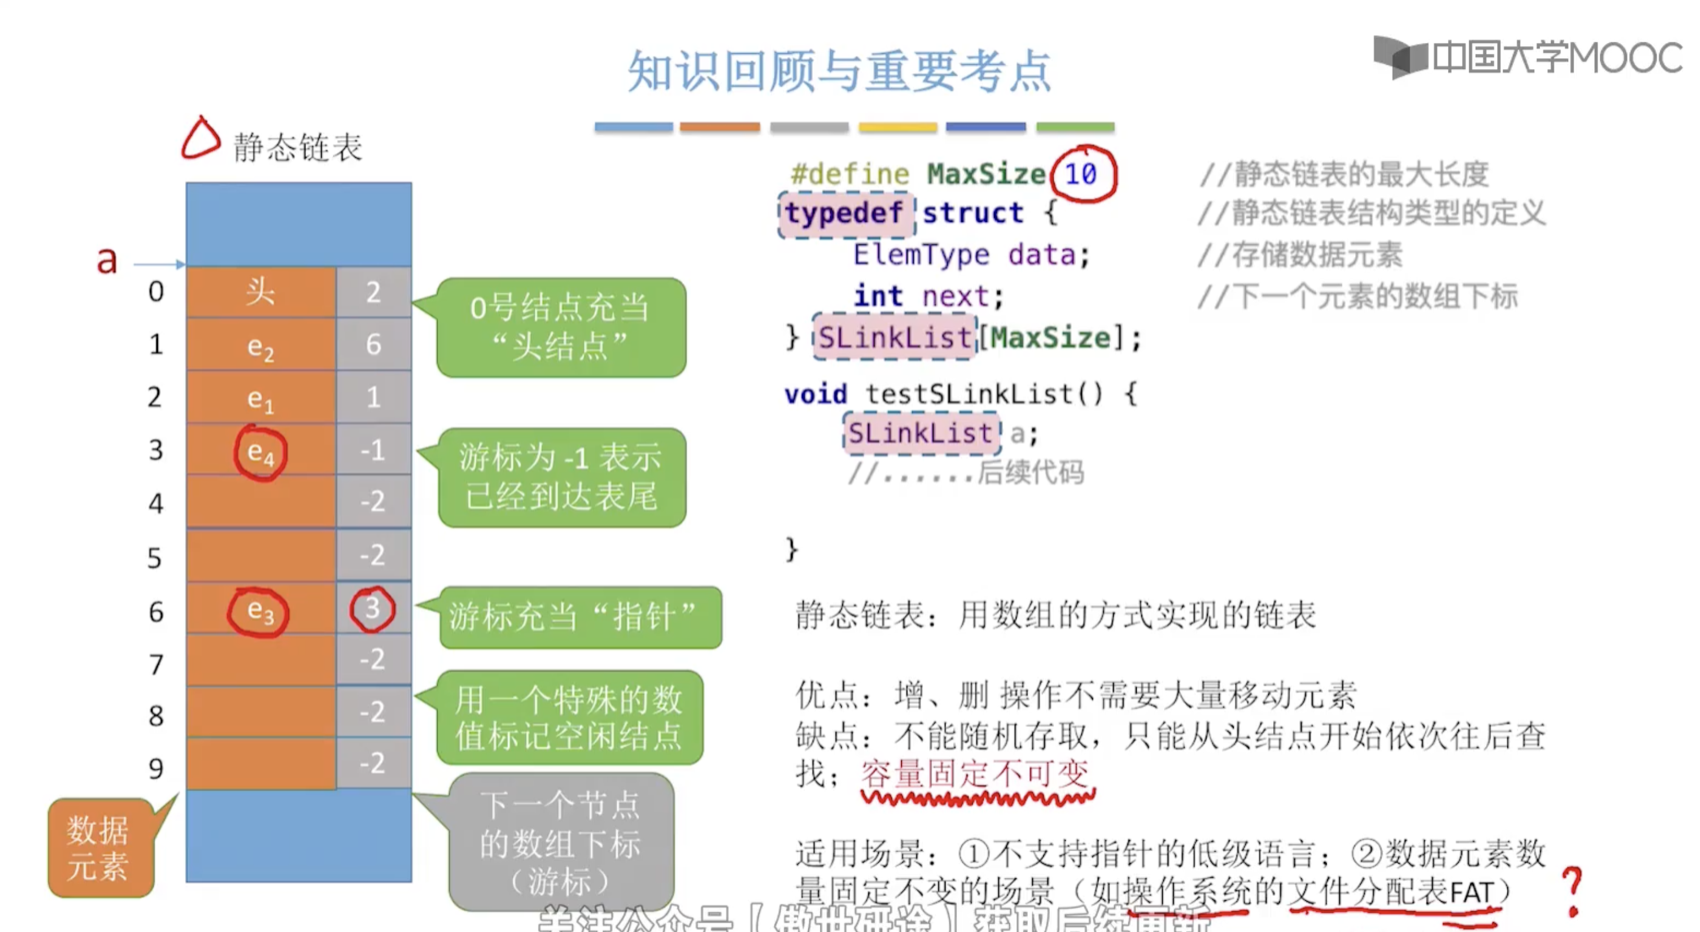 知识回顾与重要考点
中国大学MOOC
静态链表
a
0 头 2
1 e₂ 6
2 e₁ 1
3 e₄ -1
4 -2
5 -2
6 e₃ 3
7 -2
8 -2
9 -2
0号结点充当
“头结点”
游标为 -1 表示
已经到达表尾
游标充当“指针”
用一个特殊的数
值标记空闲结点
下一个节点
的数组下标
（游标）
数据
元素
#define MaxSize 10 //静态链表的最大长度
typedef struct { //静态链表结构类型的定义
ElemType data; //存储数据元素
int next; //下一个元素的数组下标
} SLinkList[MaxSize];
void testSLinkList() {
SLinkList a;
//......后续代码
}
静态链表：用数组的方式实现的链表
优点：增、删 操作不需要大量移动元素
缺点：不能随机存取，只能从头结点开始依次往后查
找；容量固定不可变
适用场景：①不支持指针的低级语言；②数据元素数
量固定不变的场景（如操作系统的文件分配表FAT）
?
关注公众号【傲世研途】获取后续更新